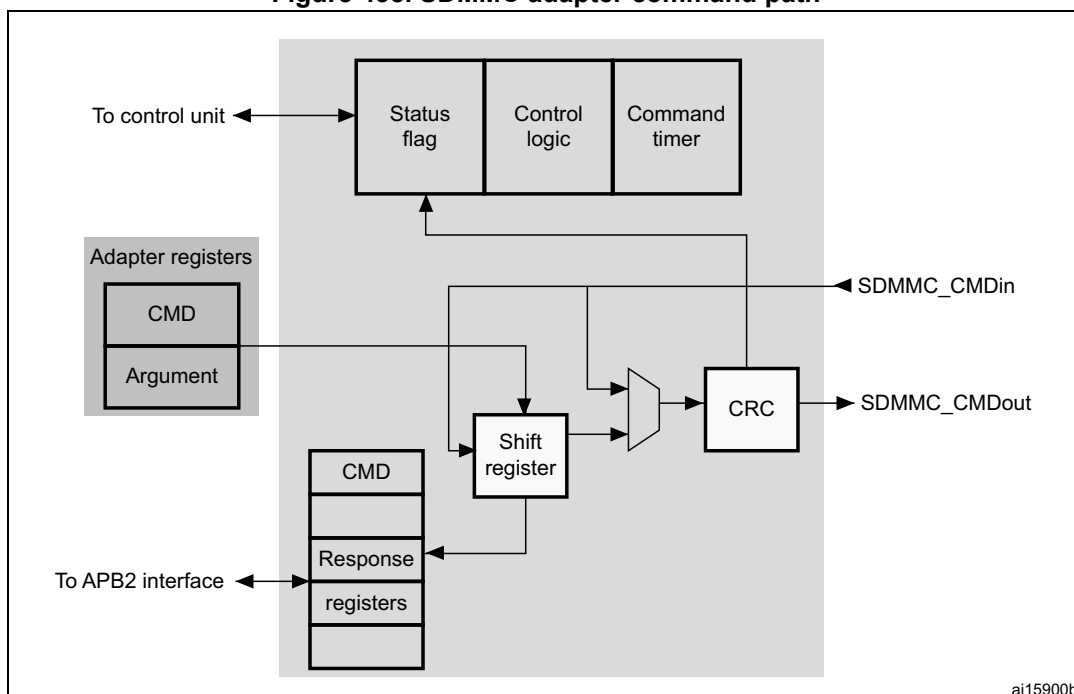 To control unit
Status
flag
Control
logic
Command
timer
Adapter registers
CMD
Argument
SDMMC_CMDin
CRC
SDMMC_CMDout
Shift
register
CMD
Response
registers
To APB2 interface
ai15900b